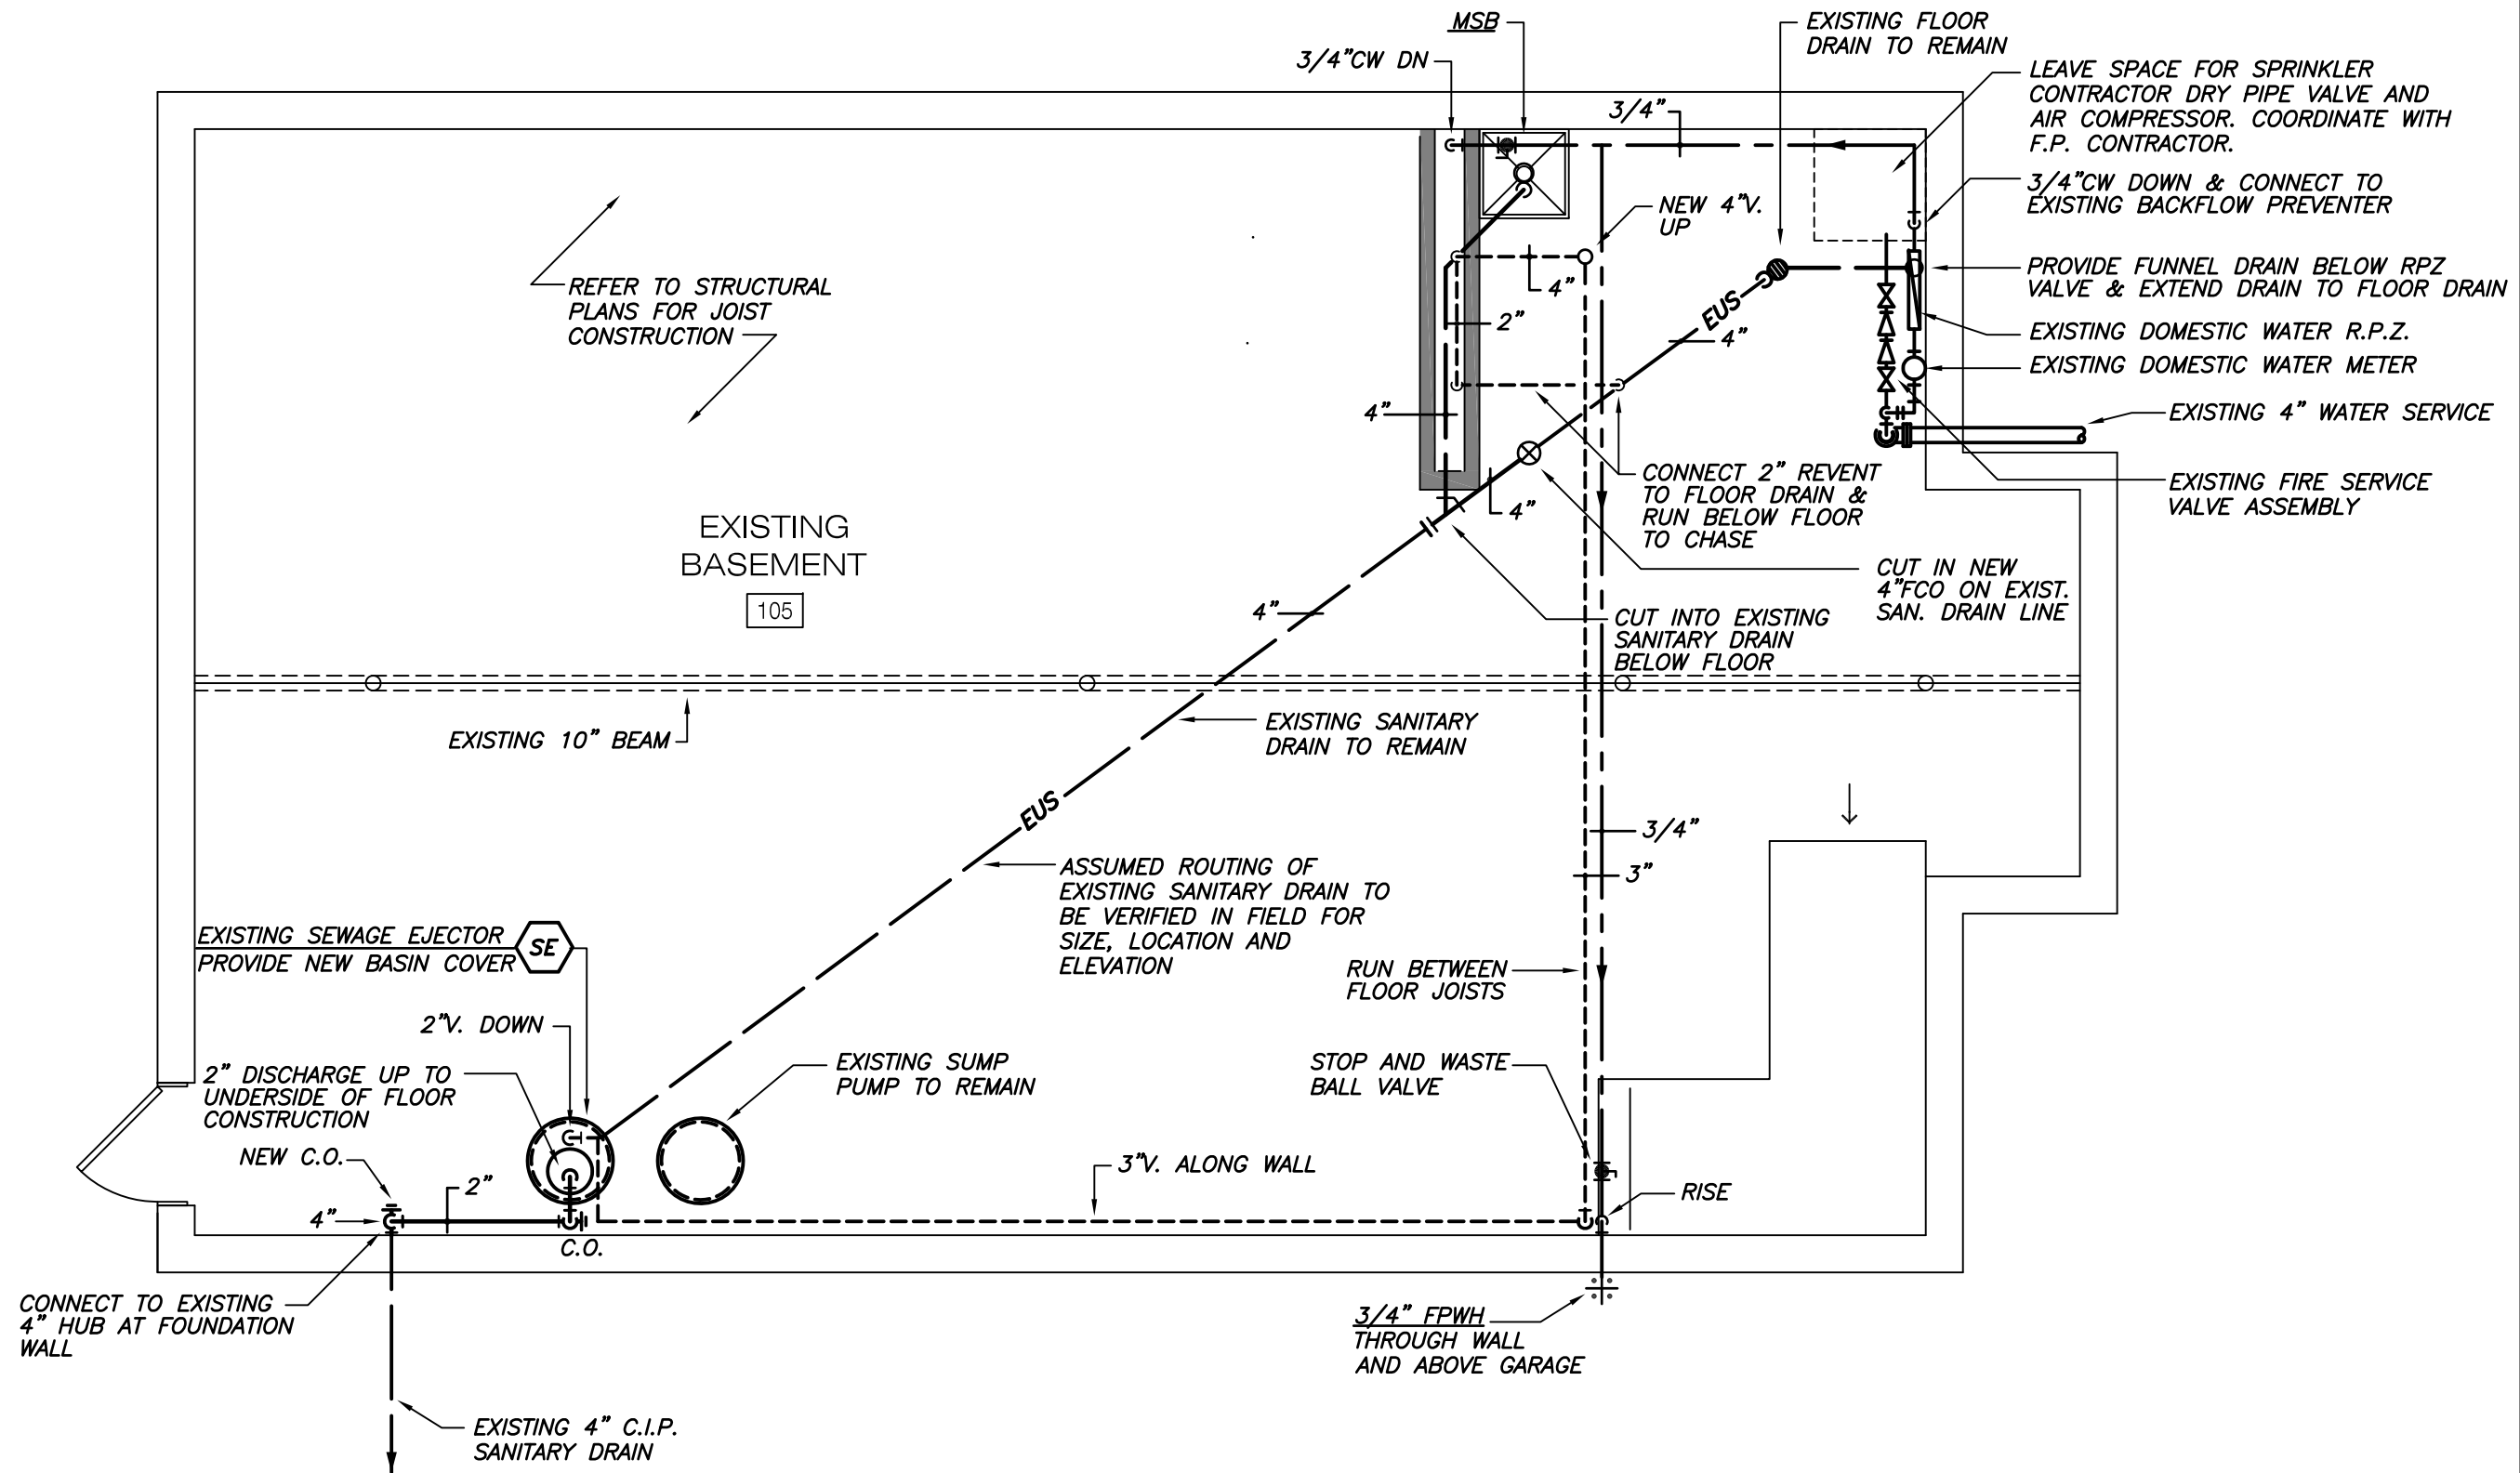 MSB
3/4"CW DN
EXISTING FLOOR
DRAIN TO REMAIN
3/4"
LEAVE SPACE FOR SPRINKLER
CONTRACTOR DRY PIPE VALVE AND
AIR COMPRESSOR. COORDINATE WITH
F.P. CONTRACTOR.
3/4"CW DOWN & CONNECT TO
EXISTING BACKFLOW PREVENTER
NEW 4"V.
UP
PROVIDE FUNNEL DRAIN BELOW RPZ
VALVE & EXTEND DRAIN TO FLOOR DRAIN
REFER TO STRUCTURAL
PLANS FOR JOIST
CONSTRUCTION
4"
2"
EUS
4"
EXISTING DOMESTIC WATER R.P.Z.
EXISTING DOMESTIC WATER METER
4"
EXISTING 4" WATER SERVICE
CONNECT 2" REVENT
TO FLOOR DRAIN &
RUN BELOW FLOOR
TO CHASE
EXISTING FIRE SERVICE
VALVE ASSEMBLY
4"
EXISTING
BASEMENT
105
CUT IN NEW
4"FCO ON EXIST.
SAN. DRAIN LINE
4"
CUT INTO EXISTING
SANITARY DRAIN
BELOW FLOOR
EXISTING 10" BEAM
EXISTING SANITARY
DRAIN TO REMAIN
EUS
3/4"
3"
ASSUMED ROUTING OF
EXISTING SANITARY DRAIN TO
BE VERIFIED IN FIELD FOR
SIZE, LOCATION AND
ELEVATION
EXISTING SEWAGE EJECTOR
PROVIDE NEW BASIN COVER
SE
RUN BETWEEN
FLOOR JOISTS
2"V. DOWN
2" DISCHARGE UP TO
UNDERSIDE OF FLOOR
CONSTRUCTION
EXISTING SUMP
PUMP TO REMAIN
STOP AND WASTE
BALL VALVE
NEW C.O.
2"
3"V. ALONG WALL
RISE
4"
C.O.
CONNECT TO EXISTING
4" HUB AT FOUNDATION
WALL
3/4" FPWH
THROUGH WALL
AND ABOVE GARAGE
EXISTING 4" C.I.P.
SANITARY DRAIN